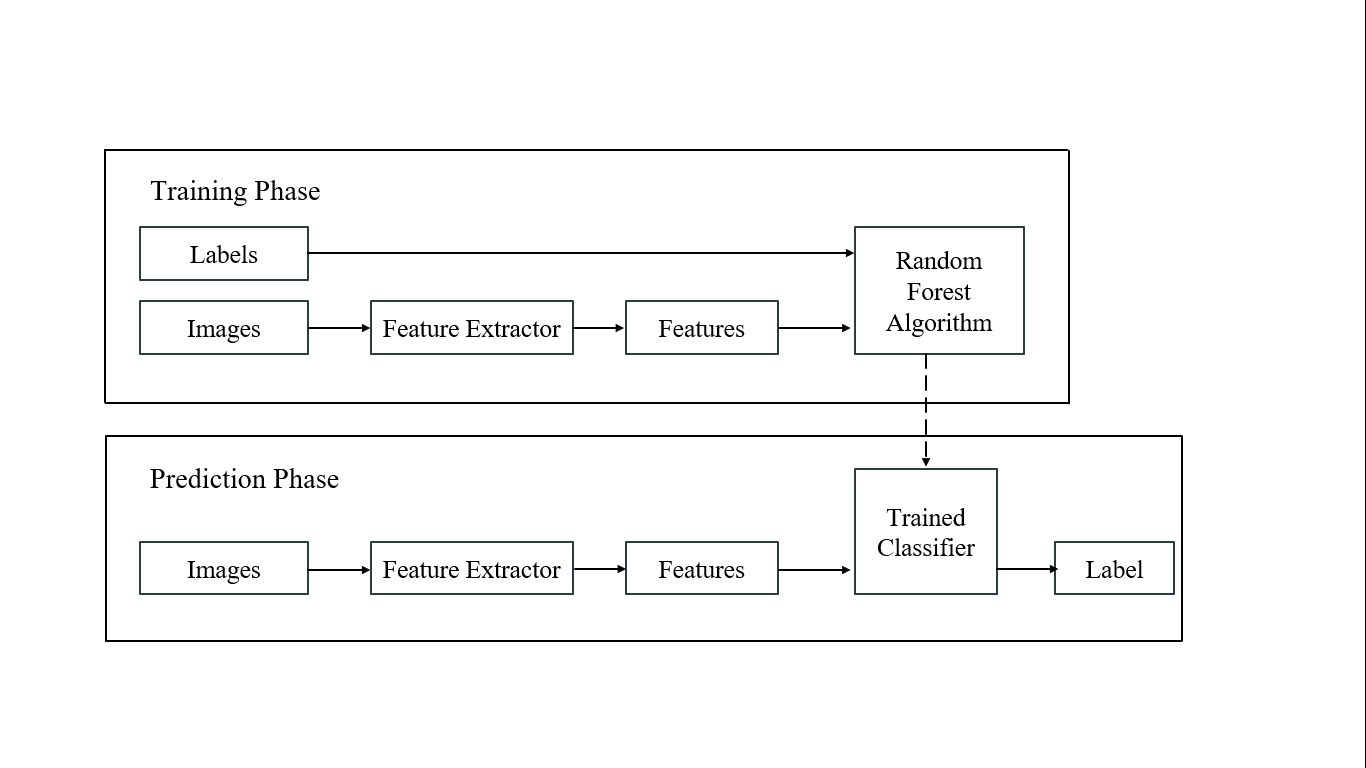 Training Phase
Labels
Random
Forest
Algorithm
Images
Feature Extractor
Features
Prediction Phase
Trained
Classifier
Images
Feature Extractor
Features
Label